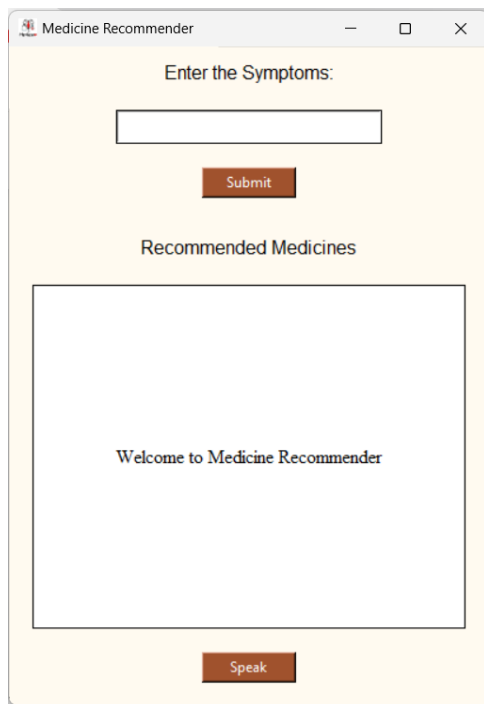 Medicine Recommender
Enter the Symptoms:
Submit
Recommended Medicines
Welcome to Medicine Recommender
Speak